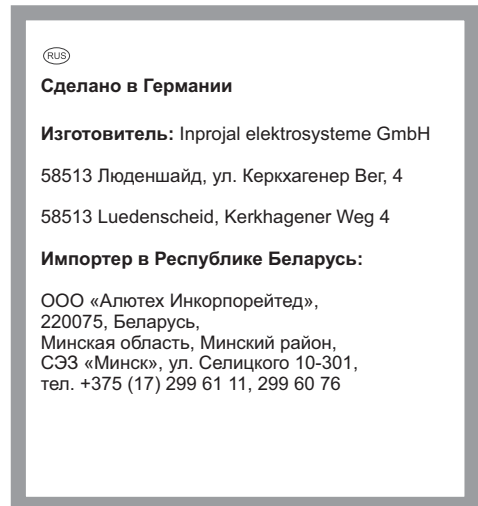 RUS
Сделано в Германии
Изготовитель: Inprojal elektrosysteme GmbH
58513 Люденшайд, ул. Керкхагенер Вег, 4
58513 Luedenscheid, Kerkhagener Weg 4
Импортер в Республике Беларусь:
ООО «Алютех Инкорпорейтед»,
220075, Беларусь,
Минская область, Минский район,
СЭЗ «Минск», ул. Селицкого 10-301,
тел. +375 (17) 299 61 11, 299 60 76